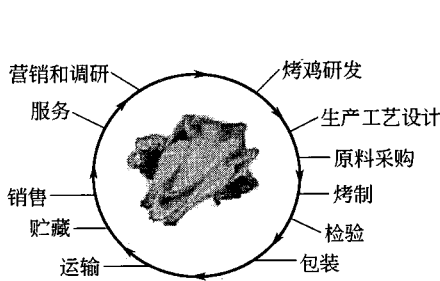 营销和调研
烤鸡研发
服务
生产工艺设计
原料采购
销售
烤制
贮藏
检验
运输
包装